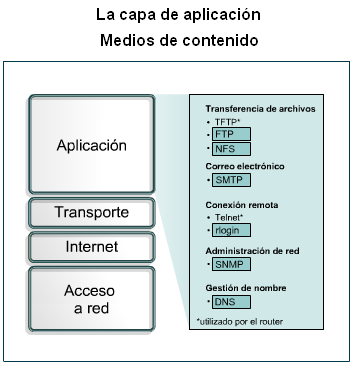 La capa de aplicación
Medios de contenido
Aplicación
Transporte
Internet
Acceso
a red
Transferencia de archivos
• TFTP*
• FTP
• NFS
Correo electrónico
• SMTP
Conexión remota
• Telnet*
• rlogin
Administración de red
• SNMP
Gestión de nombre
• DNS
*utilizado por el router